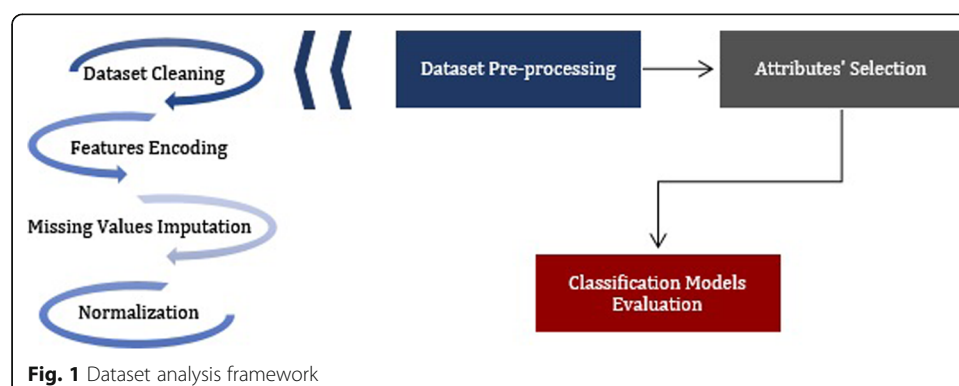 Dataset Cleaning
Features Encoding
Missing Values Imputation
Normalization
Dataset Pre-processing
Attributes' Selection
Classification Models
Evaluation
Fig. 1 Dataset analysis framework